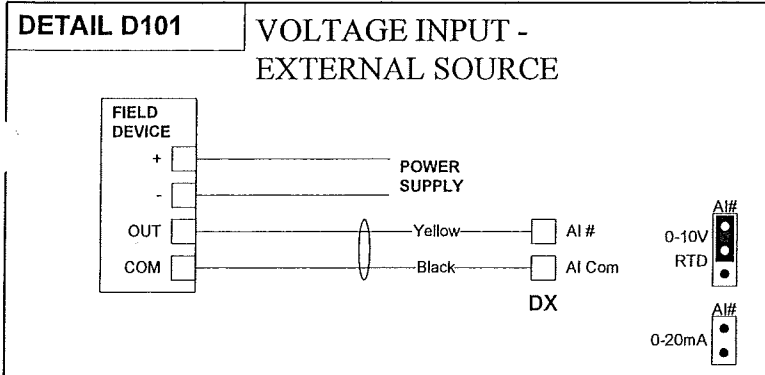 DETAIL D101
VOLTAGE INPUT -
EXTERNAL SOURCE
FIELD
DEVICE
+
-
OUT
COM
POWER
SUPPLY
Yellow
Black
AI #
AI Com
DX
AI#
0-10V
RTD
AI#
0-20mA